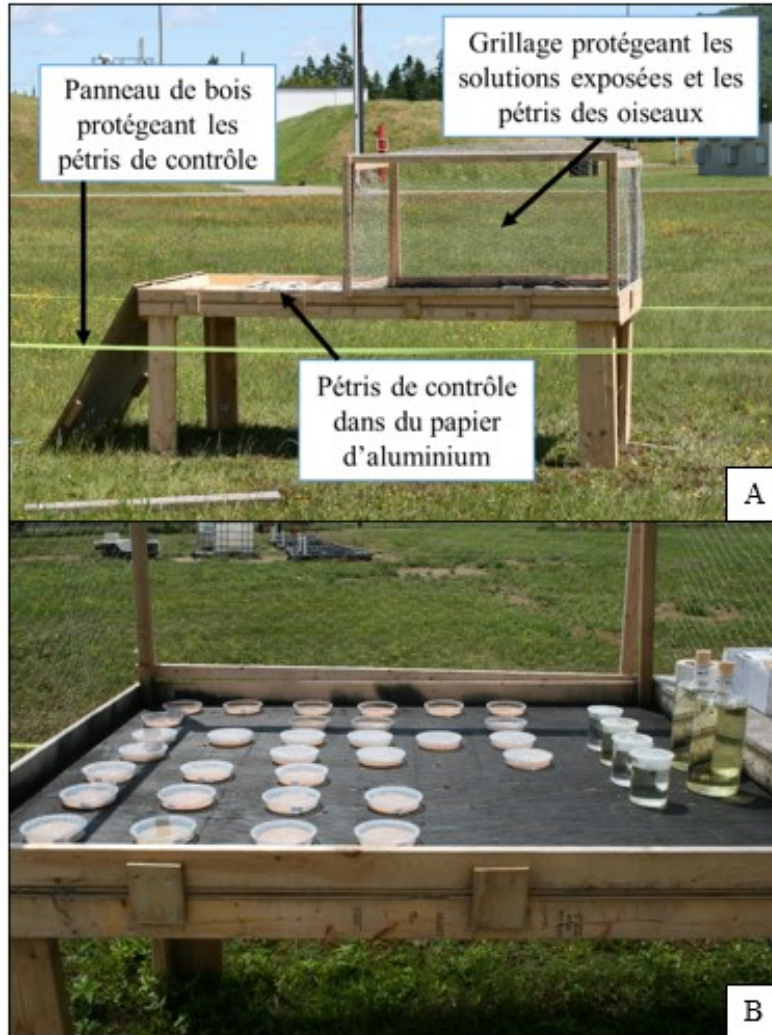 Panneau de bois
protégeant les
pétris de contrôle
Grillage protégeant les
solutions exposées et les
pétris des oiseaux
Pétris de contrôle
dans du papier
d'aluminium
A
B